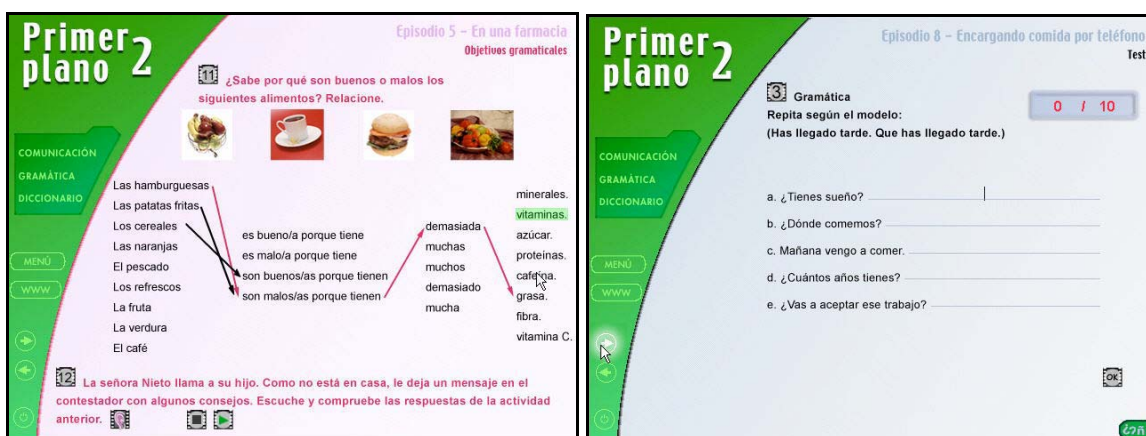 Primer
plano 2
Episodio 5 – En una farmacia
Objetivos gramaticales
11 ¿Sabe por qué son buenos o malos los
siguientes alimentos? Relacione.
COMUNICACIÓN
GRAMÁTICA
DICCIONARIO
MENÚ
WWW
Las hamburguesas
Las patatas fritas
Los cereales
Las naranjas
El pescado
Los refrescos
La fruta
La verdura
El café
es bueno/a porque tiene
es malo/a porque tiene
son buenos/as porque tienen
son malos/as porque tienen
demasiada
muchas
muchos
demasiado
mucha
minerales.
vitaminas.
azúcar.
proteínas.
cafeína.
grasa.
fibra.
vitamina C.
12 La señora Nieto llama a su hijo. Como no está en casa, le deja un mensaje en el
contestador con algunos consejos. Escuche y compruebe las respuestas de la actividad
anterior.
Primer
plano 2
Episodio 8 – Encargando comida por teléfono
Test
3 Gramática
Repita según el modelo:
(Has llegado tarde. Que has llegado tarde.)
0 / 10
COMUNICACIÓN
GRAMÁTICA
DICCIONARIO
MENÚ
WWW
a. ¿Tienes sueño?
b. ¿Dónde comemos?
c. Mañana vengo a comer.
d. ¿Cuántos años tienes?
e. ¿Vas a aceptar ese trabajo?
OK